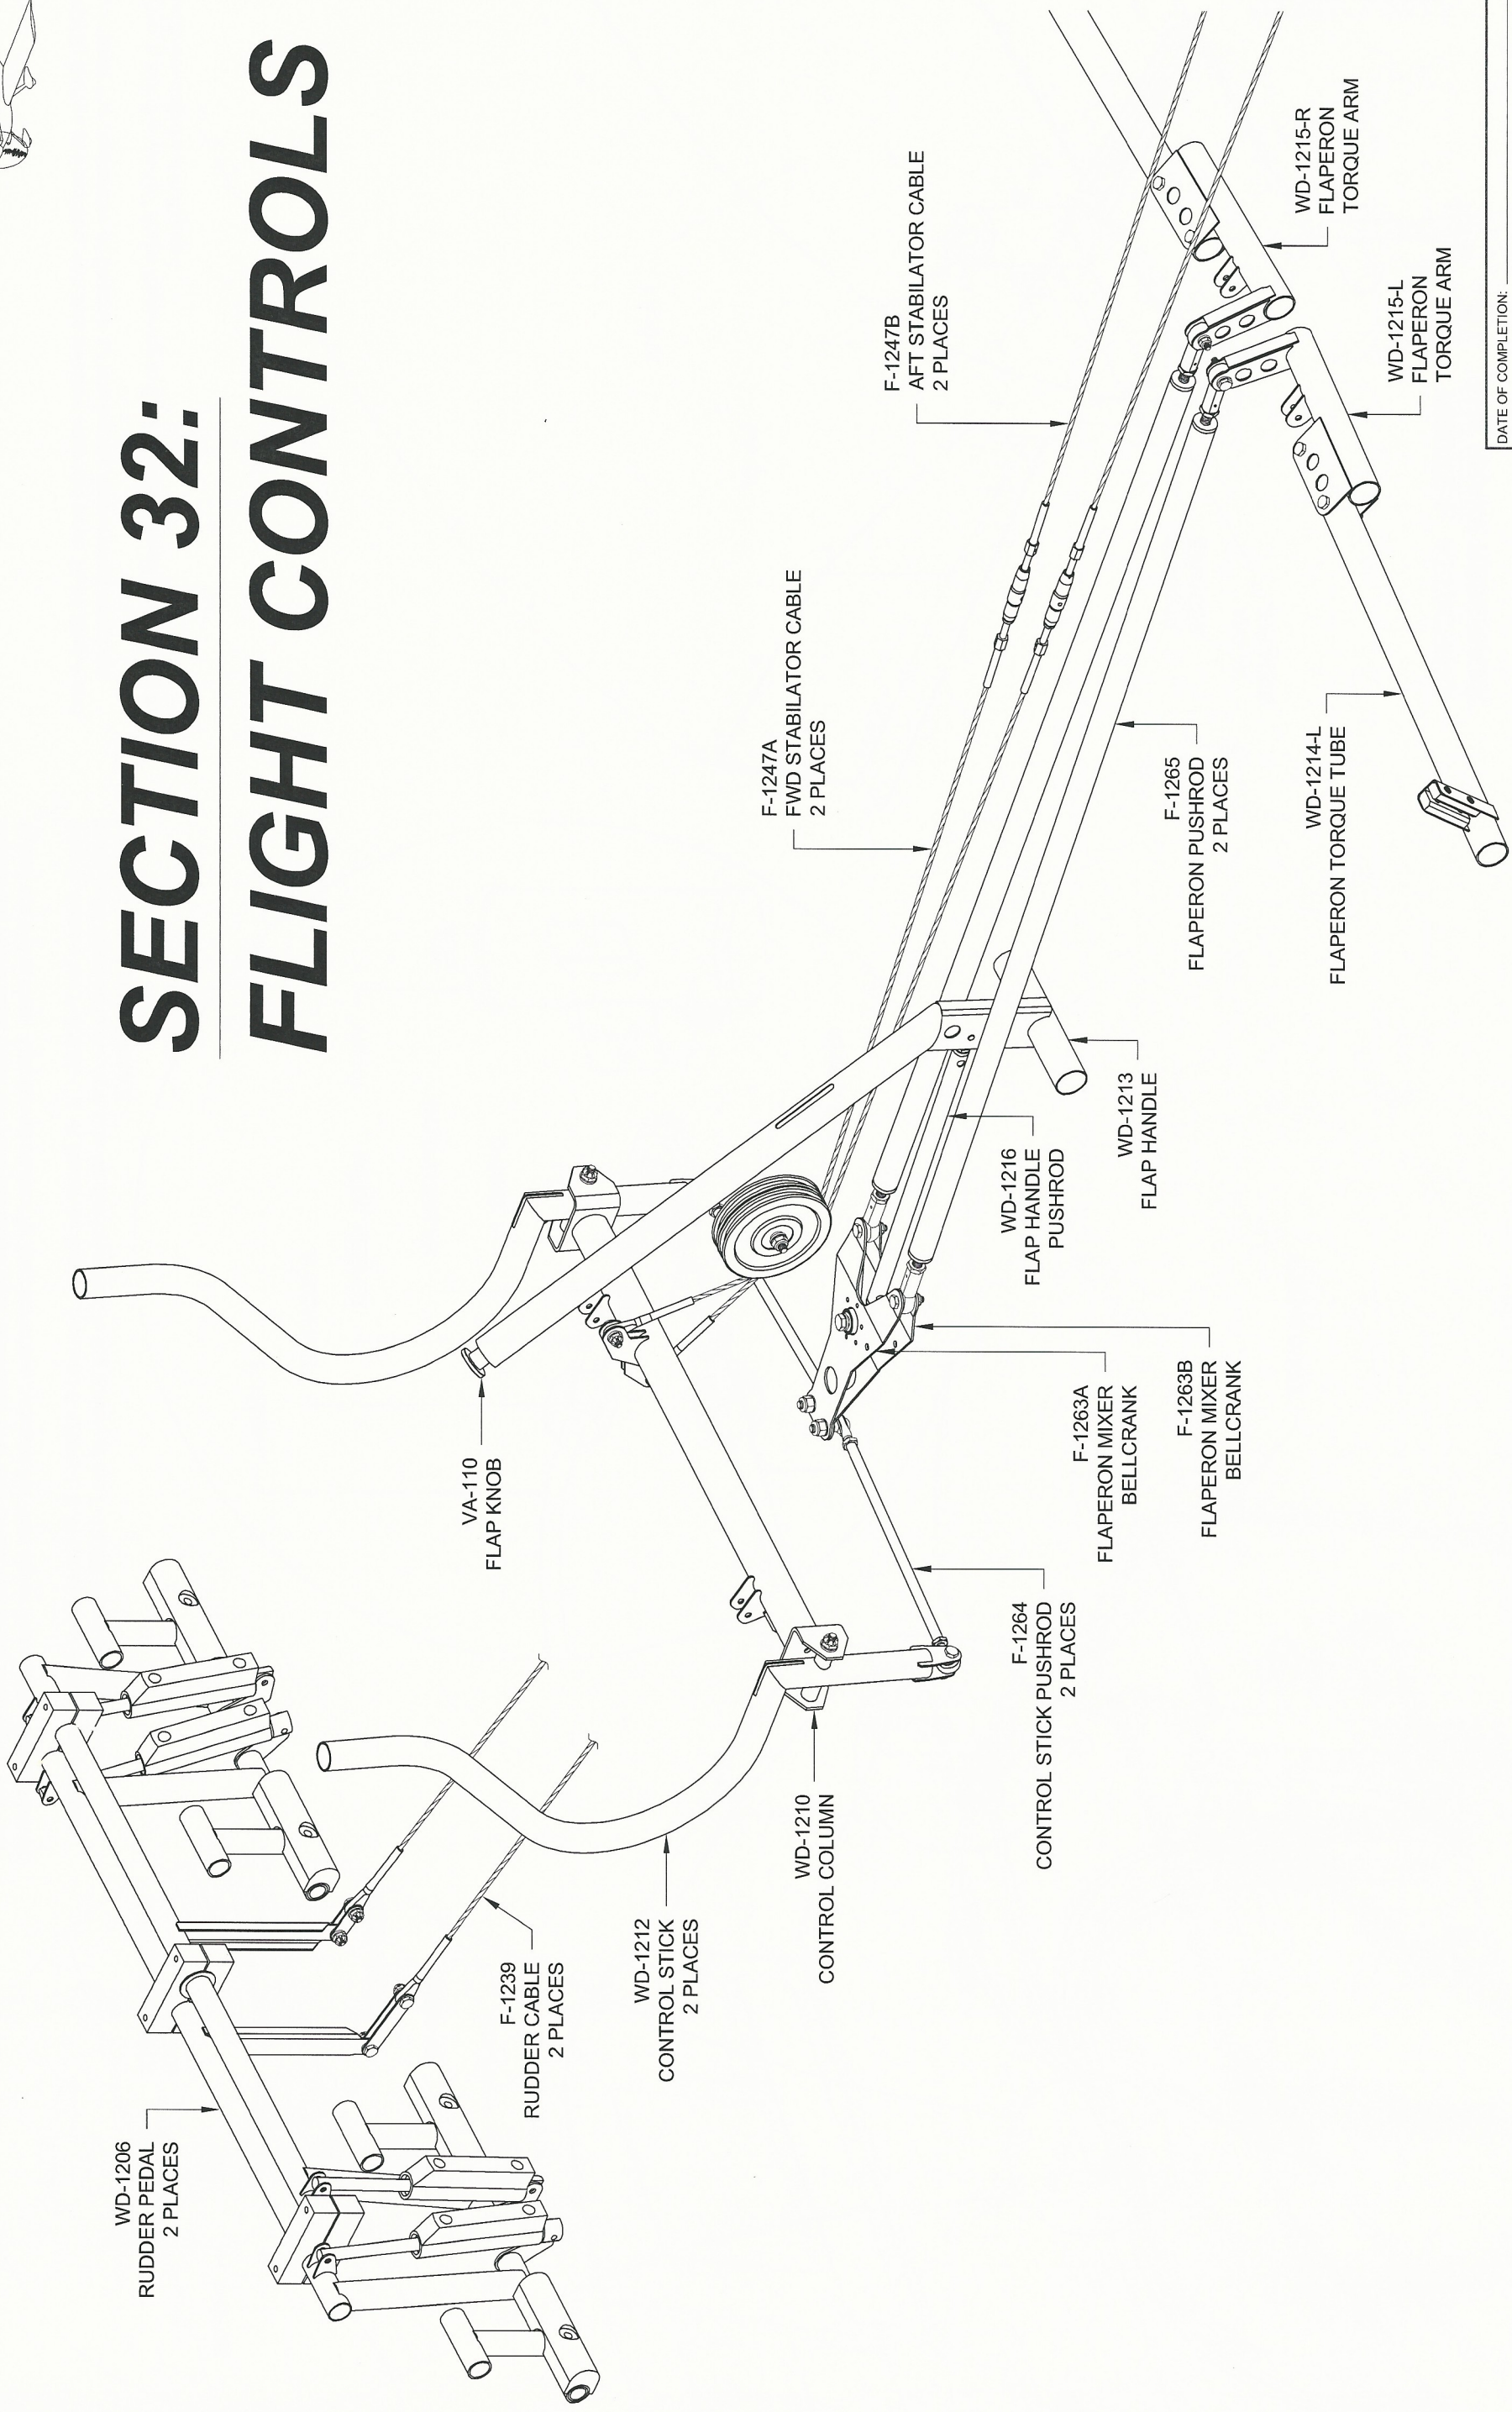 SECTION 32:
FLIGHT CONTROLS
WD-1206
RUDDER PEDAL
2 PLACES
F-1239
RUDDER CABLE
2 PLACES
WD-1212
CONTROL STICK
2 PLACES
WD-1210
CONTROL COLUMN
VA-110
FLAP KNOB
F-1264
CONTROL STICK PUSHROD
2 PLACES
F-1263A
FLAPERON MIXER
BELLCRANK
F-1263B
FLAPERON MIXER
BELLCRANK
WD-1216
FLAP HANDLE
PUSHROD
WD-1213
FLAP HANDLE
F-1247A
FWD STABILATOR CABLE
2 PLACES
F-1265
FLAPERON PUSHROD
2 PLACES
WD-1214-L
FLAPERON TORQUE TUBE
F-1247B
AFT STABILATOR CABLE
2 PLACES
WD-1215-L
FLAPERON
TORQUE ARM
WD-1215-R
FLAPERON
TORQUE ARM
DATE OF COMPLETION: